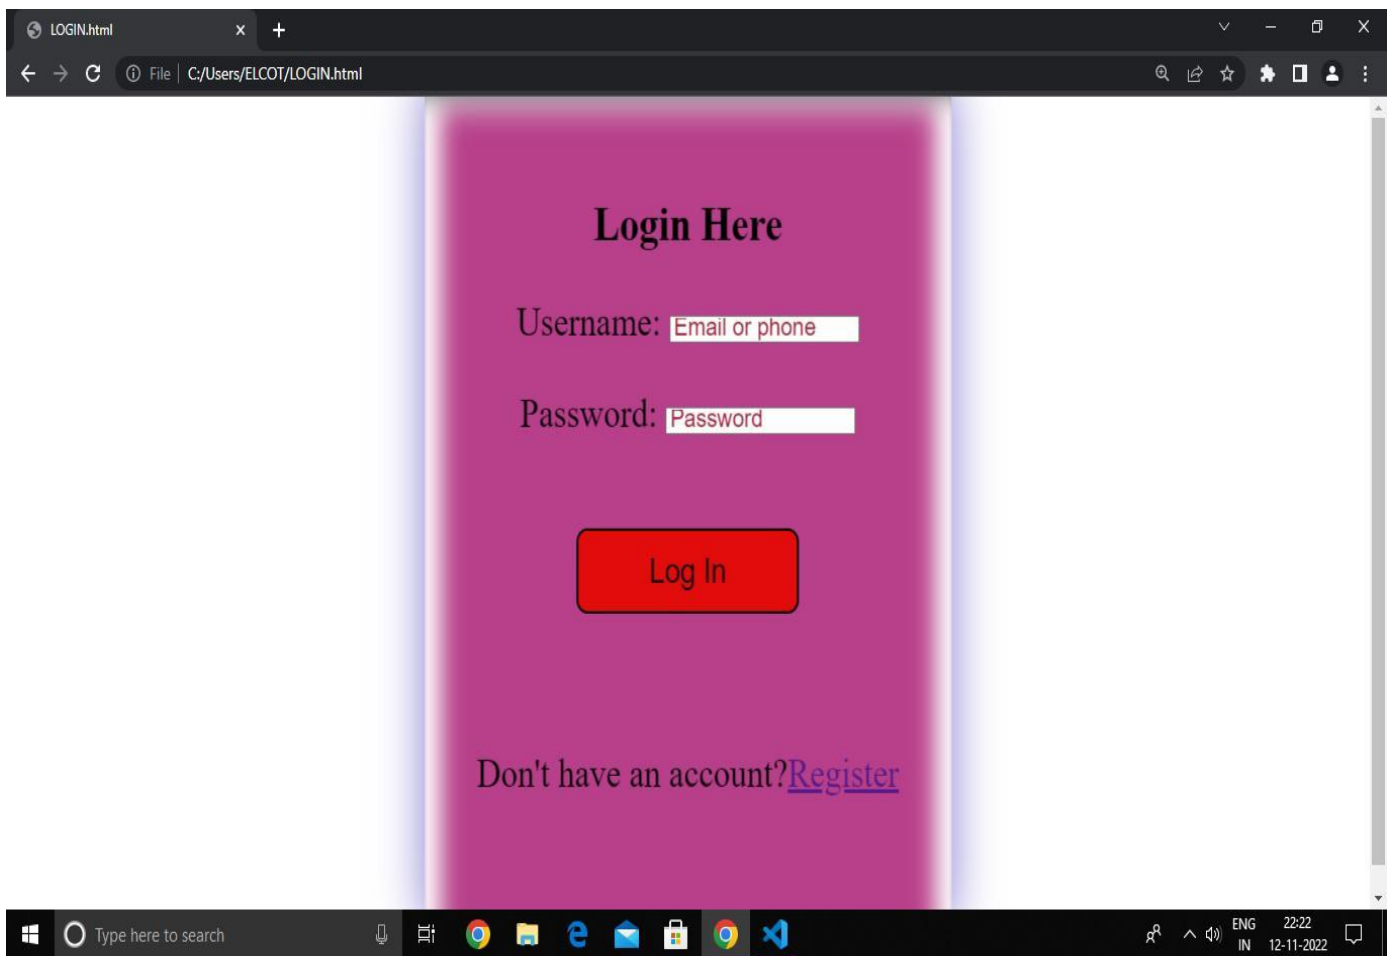 LOGIN.html
File C:/Users/ELCOT/LOGIN.html
Login Here
Username: Email or phone
Password: Password
Log In
Don't have an account?Register
Type here to search
ENG
IN
22:22
12-11-2022